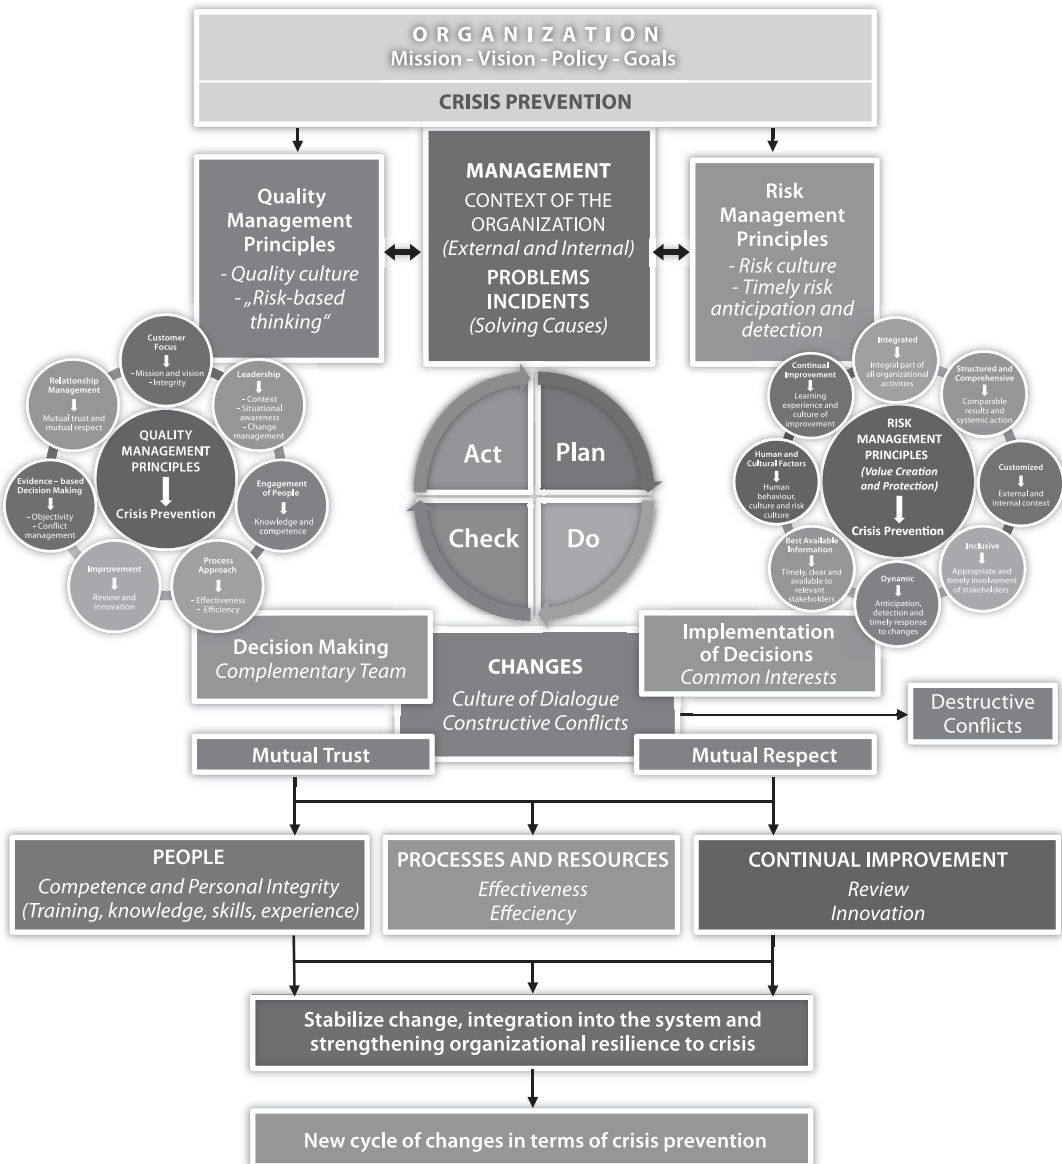 ORGANIZATION
Mission - Vision - Policy - Goals
CRISIS PREVENTION
Quality
Management
Principles
- Quality culture
- „Risk-based
thinking“
MANAGEMENT
CONTEXT OF THE
ORGANIZATION
(External and Internal)
PROBLEMS
INCIDENTS
(Solving Causes)
Risk
Management
Principles
- Risk culture
- Timely risk
anticipation and
detection
Customer
Focus
- Mission and vision
- Integrity
Leadership
- Context
- Situational
awareness
- Change
management
Engagement
of People
Knowledge and
competence
Process
Approach
- Effectiveness
- Efficiency
Improvement
Review and
innovation
Evidence – based
Decision Making
- Objectivity
- Conflict
management
Relationship
Management
Mutual trust and
mutual respect
QUALITY
MANAGEMENT
PRINCIPLES
Crisis Prevention
Act
Plan
Check
Do
Integrated
Integral part of
all organizational
activities
Structured and
Comprehensive
Comparable
results and
systemic action
Customized
External and
internal context
Inclusive
Appropriate and
timely involvement
of stakeholders
Dynamic
Anticipation,
detection and
timely response
to changes
Best Available
Information
Timely, clear and
available to
relevant
stakeholders
Human and
Cultural Factors
Human
behaviour,
culture and risk
culture
Continual
Improvement
Learning
experience and
culture of
improvement
RISK
MANAGEMENT
PRINCIPLES
(Value Creation
and Protection)
Crisis Prevention
Decision Making
Complementary Team
CHANGES
Culture of Dialogue
Constructive Conflicts
Implementation
of Decisions
Common Interests
Destructive
Conflicts
Mutual Trust
Mutual Respect
PEOPLE
Competence and Personal Integrity
(Training, knowledge, skills, experience)
PROCESSES AND RESOURCES
Effectiveness
Effeciency
CONTINUAL IMPROVEMENT
Review
Innovation
Stabilize change, integration into the system and
strengthening organizational resilience to crisis
New cycle of changes in terms of crisis prevention